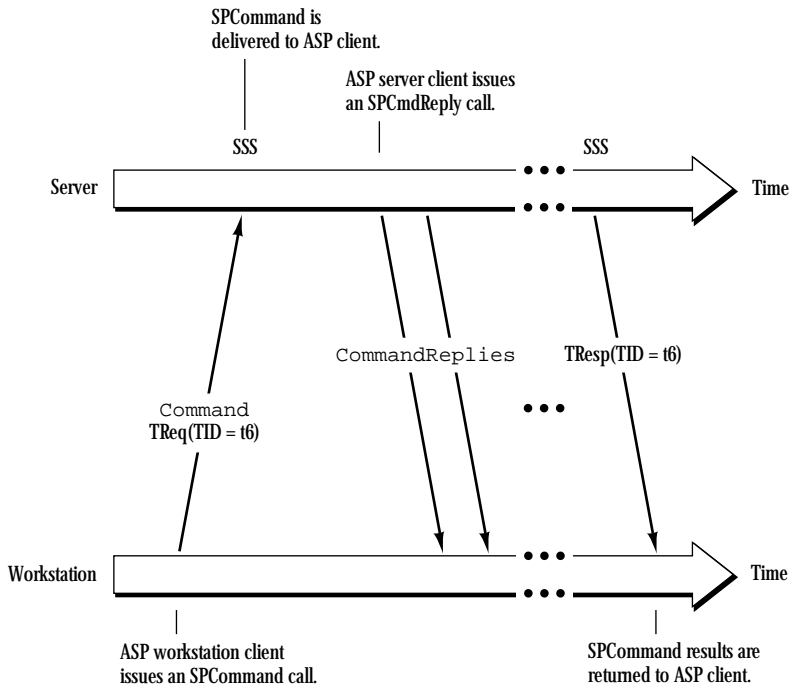 SPCommand is
delivered to ASP client.
ASP server client issues
an SPCmdReply call.
SSS
SSS
Server
Time
CommandReplies
TResp(TID = t6)
Command
TReq(TID = t6)
Workstation
Time
ASP workstation client
issues an SPCommand call.
SPCommand results are
returned to ASP client.